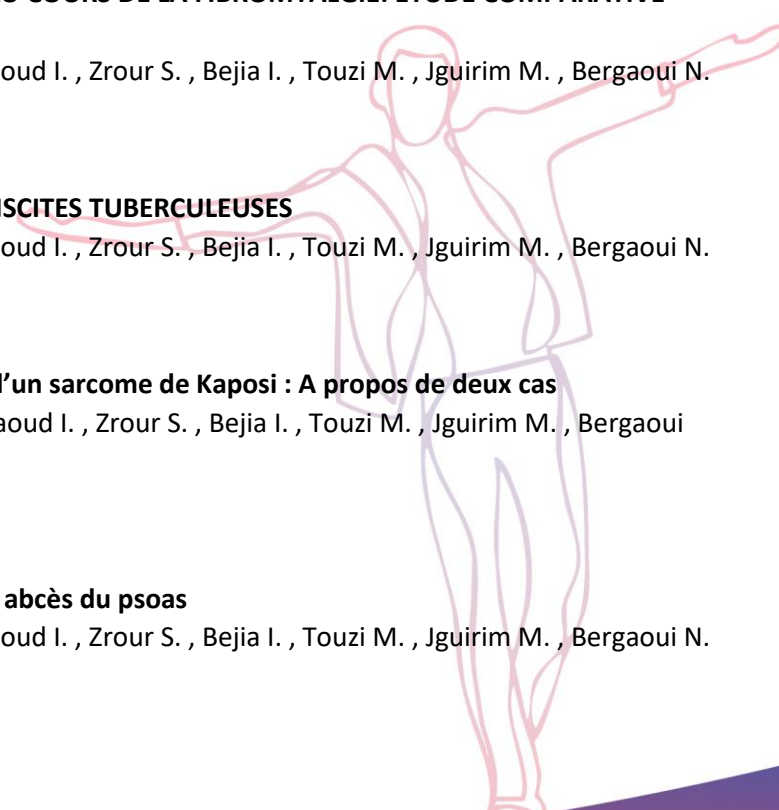 COURS DE LA FIBROMYALGIE: ETUDE COMPARATIVE
oud I. , Zrour S. , Bejia I. , Touzi M. , Jguirim M. , Bergaoui N.
ISCITES TUBERCULEUSES
oud I. , Zrour S. , Bejia I. , Touzi M. , Jguirim M. , Bergaoui N.
d’un sarcome de Kaposi : A propos de deux cas
aoud I. , Zrour S. , Bejia I. , Touzi M. , Jguirim M. , Bergaoui
abcès du psoas
oud I. , Zrour S. , Bejia I. , Touzi M. , Jguirim M. , Bergaoui N.